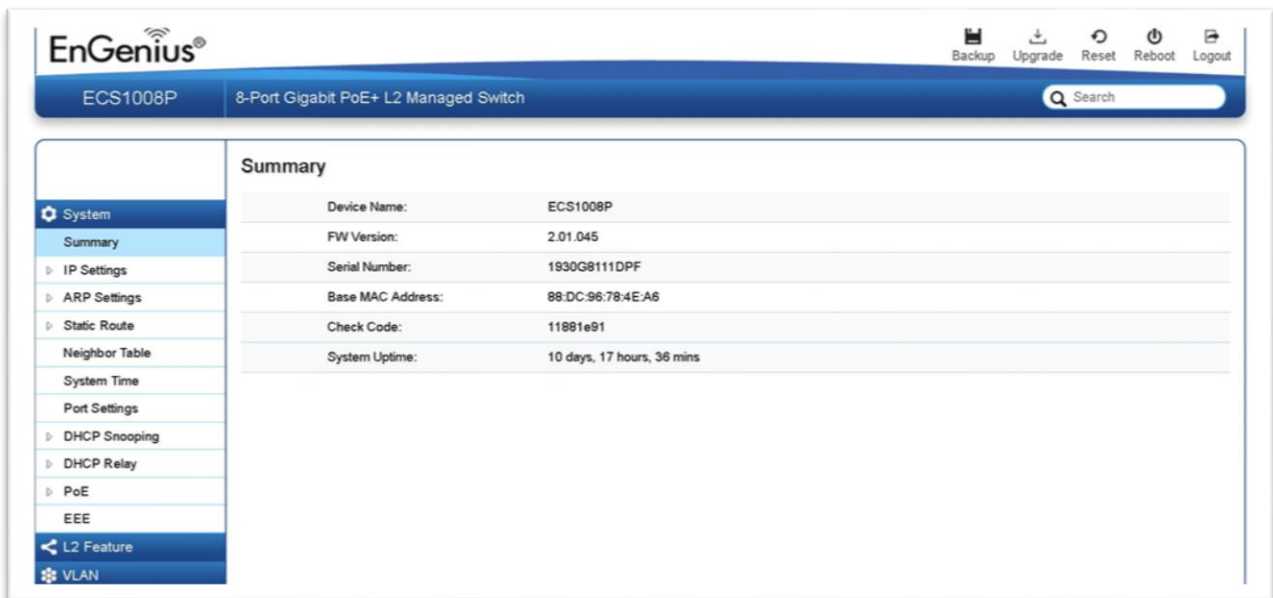 EnGenius®
Backup Upgrade Reset Reboot Logout
ECS1008P 8-Port Gigabit PoE+ L2 Managed Switch Search
Summary
Device Name: ECS1008P
FW Version: 2.01.045
Serial Number: 1930G8111DPF
Base MAC Address: 88:DC:96:78:4E:A6
Check Code: 11881e91
System Uptime: 10 days, 17 hours, 36 mins
System
Summary
IP Settings
ARP Settings
Static Route
Neighbor Table
System Time
Port Settings
DHCP Snooping
DHCP Relay
PoE
EEE
L2 Feature
VLAN